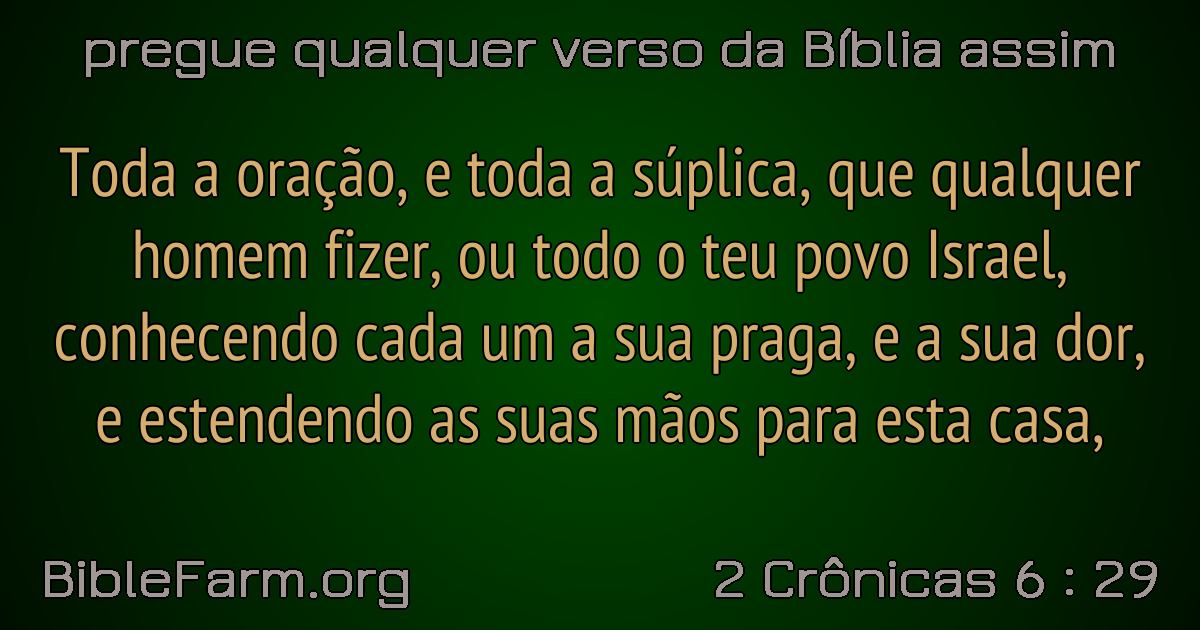 pregue qualquer verso da Bíblia assim
Toda a oração, e toda a súplica, que qualquer
homem fizer, ou todo o teu povo Israel,
conhecendo cada um a sua praga, e a sua dor,
e estendendo as suas mãos para esta casa,
BibleFarm.org
2 Crônicas 6 : 29